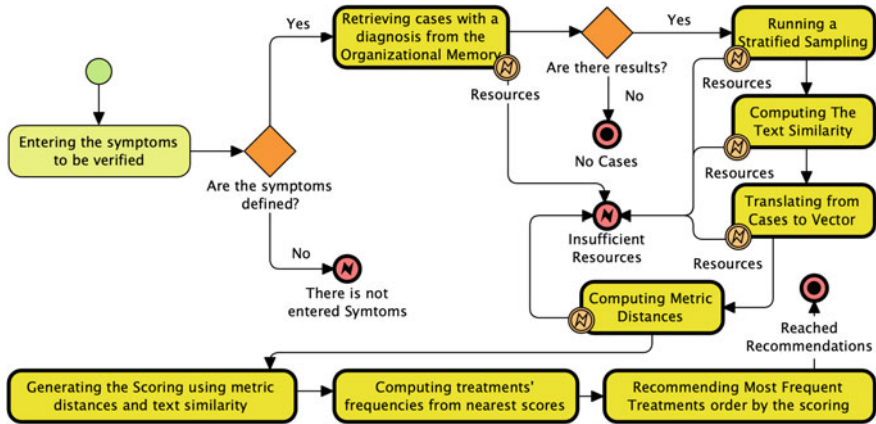 Yes
Retrieving cases with a
diagnosis from the
Organizational Memory
Resources
Are there results?
Yes
No
No Cases
Running a
Stratified Sampling
Resources
Computing The
Text Similarity
Resources
Translating from
Cases to Vector
Resources
Entering the symptoms
to be verified
Are the symptoms
defined?
No
There is not
entered Symtoms
Insufficient
Resources
Computing Metric
Distances
Reached
Recommendations
Generating the Scoring using metric
distances and text similarity
Computing treatments'
frequencies from nearest scores
Recommending Most Frequent
Treatments order by the scoring